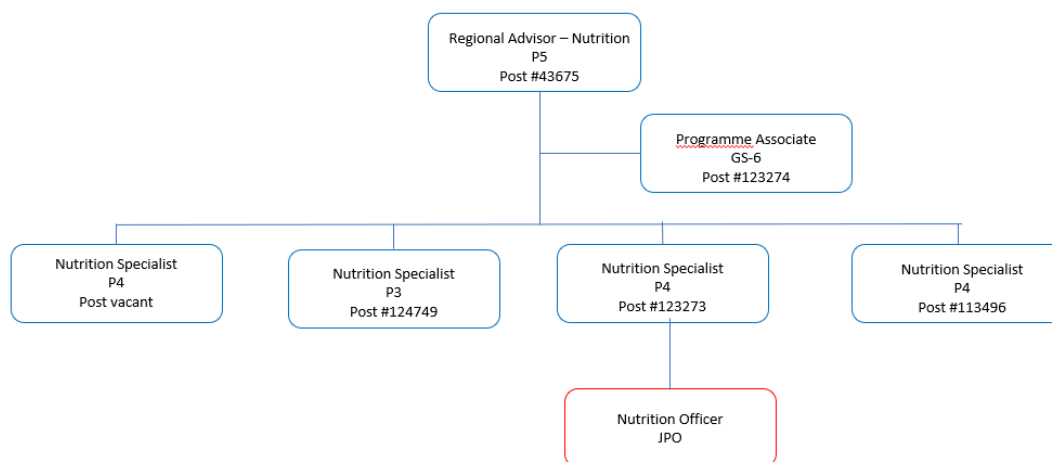 Regional Advisor – Nutrition
P5
Post #43675
Programme Associate
GS-6
Post #123274
Nutrition Specialist
P4
Post vacant
Nutrition Specialist
P3
Post #124749
Nutrition Specialist
P4
Post #123273
Nutrition Specialist
P4
Post #113496
Nutrition Officer
JPO